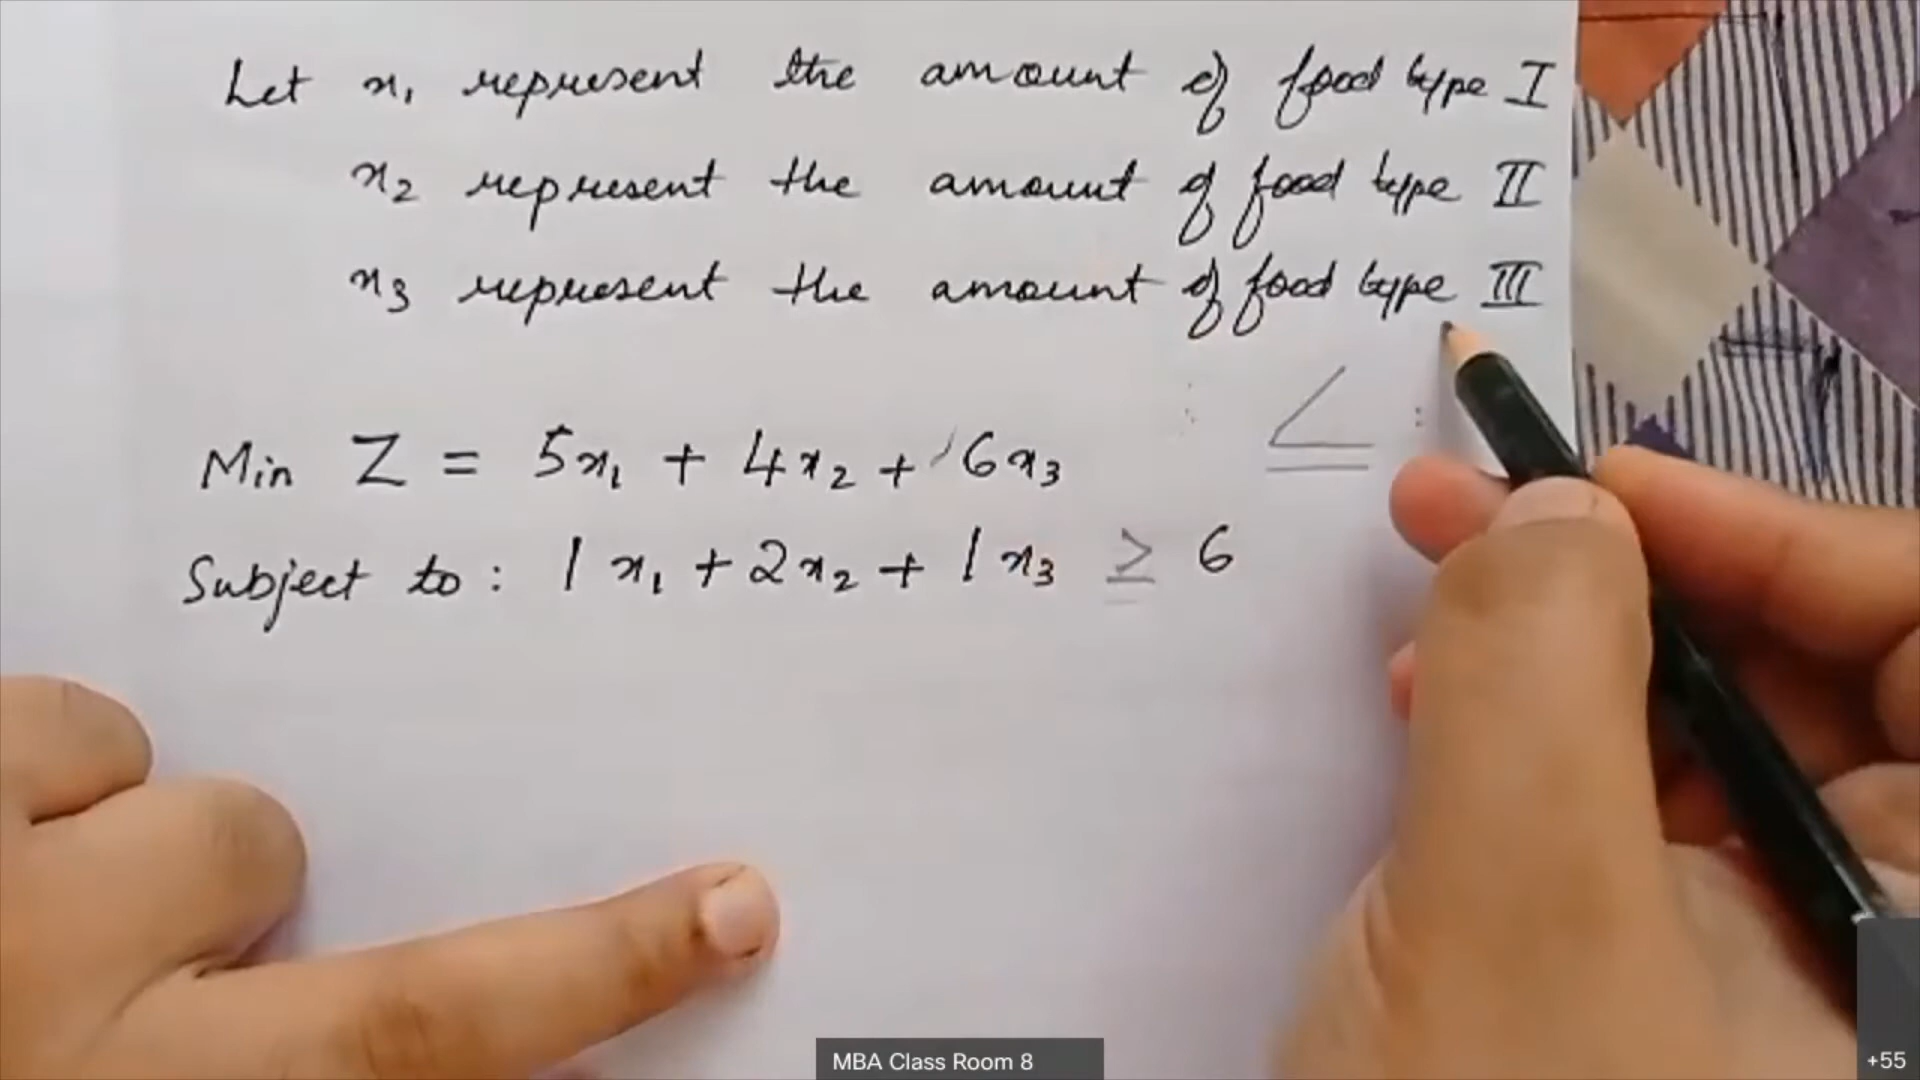 Let x₁ represent the amount of food type I
x₂ represent the amount of food type II
x₃ represent the amount of food type III
≤
Min Z = 5x₁ + 4x₂ + 6x₃
Subject to : 1x₁ + 2x₂ + 1x₃ ≥ 6
MBA Class Room 8
+55